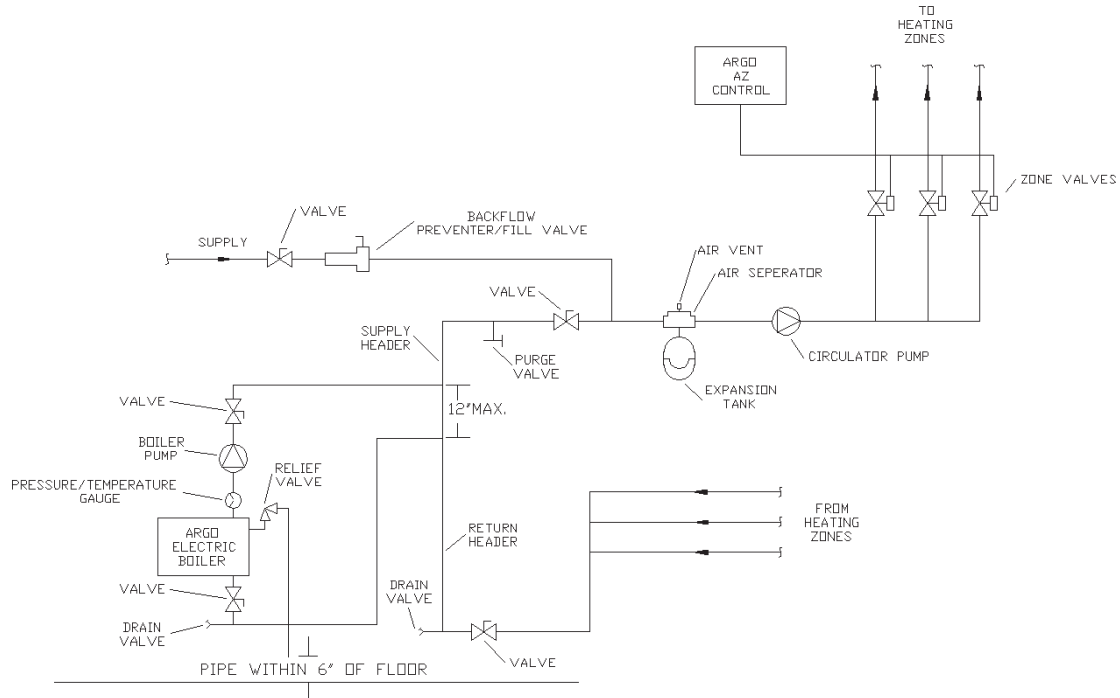 TO
HEATING
ZONES
ARGO
AZ
CONTROL
ZONE VALVES
VALVE
BACKFLOW
PREVENTER/FILL VALVE
SUPPLY
AIR VENT
AIR SEPERATOR
VALVE
SUPPLY
HEADER
PURGE
VALVE
CIRCULATOR PUMP
EXPANSION
TANK
VALVE
12"MAX.
BOILER
PUMP
RELIEF
VALVE
PRESSURE/TEMPERATURE
GAUGE
ARGO
ELECTRIC
BOILER
FROM
HEATING
ZONES
RETURN
HEADER
VALVE
DRAIN
VALVE
DRAIN
VALVE
VALVE
PIPE WITHIN 6" OF FLOOR